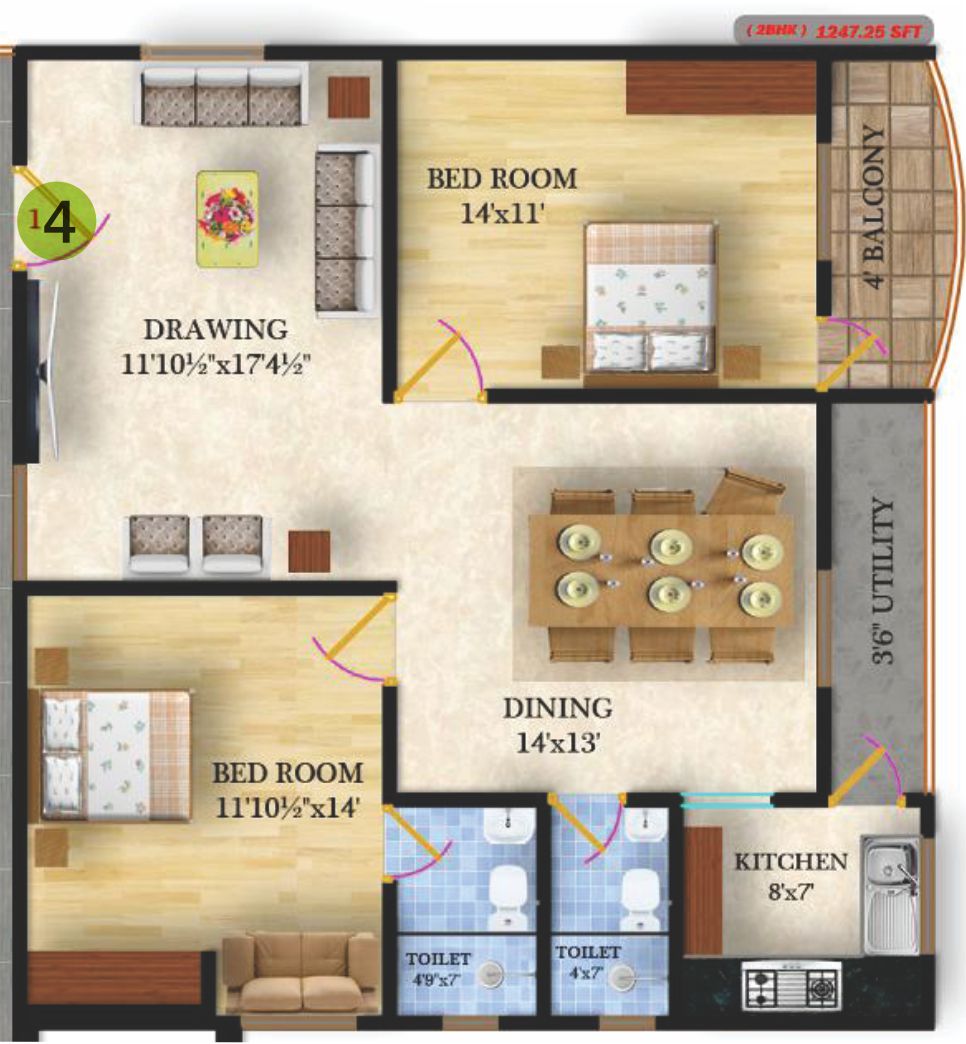 ( 2BHK ) 1247.25 SFT
BED ROOM
14'x11'
4' BALCONY
4
DRAWING
11'10½"x17'4½"
3'6" UTILITY
DINING
14'x13'
BED ROOM
11'10½"x14'
KITCHEN
8'x7'
TOILET
4'9"x7'
TOILET
4'x7'